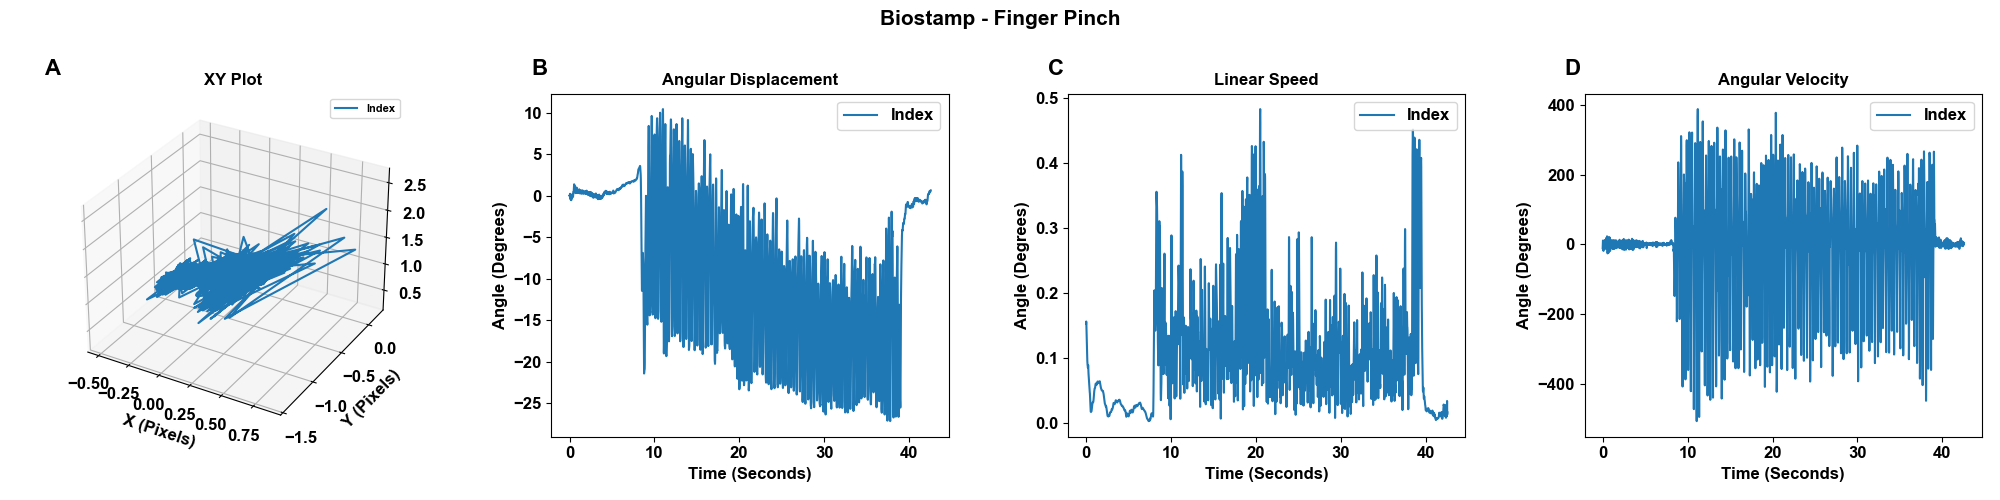 Biostamp - Finger Pinch
A
XY Plot
Index
2.5
2.0
1.5
1.0
0.5
0.0
−0.5
−1.0
−1.5
Y (Pixels)
−0.50
−0.25
0.00
0.25
0.50
0.75
X (Pixels)
B
Angular Displacement
Index
10
5
0
−5
−10
−15
−20
−25
Angle (Degrees)
0 10 20 30 40
Time (Seconds)
C
Linear Speed
Index
0.5
0.4
0.3
0.2
0.1
0.0
Angle (Degrees)
0 10 20 30 40
Time (Seconds)
D
Angular Velocity
Index
400
200
0
−200
−400
Angle (Degrees)
0 10 20 30 40
Time (Seconds)